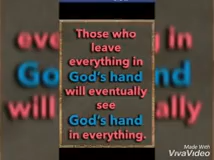 Those who
leave
everything in
God's hand
will eventually
see
God's hand
in everything.
Made With
VivaVideo